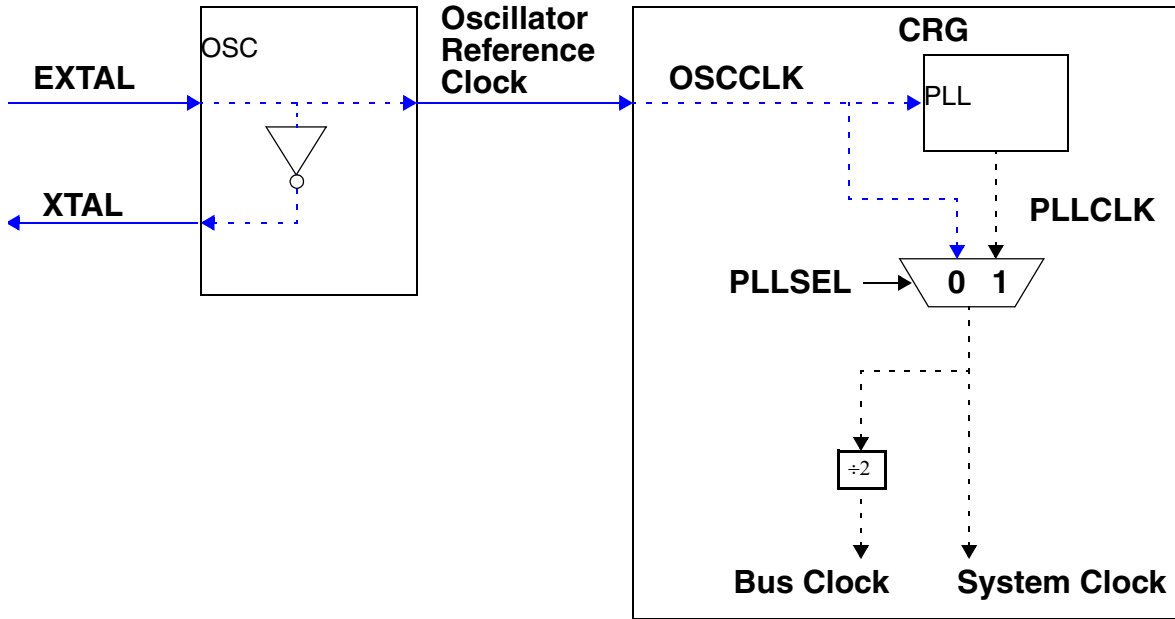 Oscillator
Reference
Clock
CRG
OSC
EXTAL
OSCCLK
PLL
XTAL
PLLCLK
PLLSEL
0 1
÷2
Bus Clock
System Clock